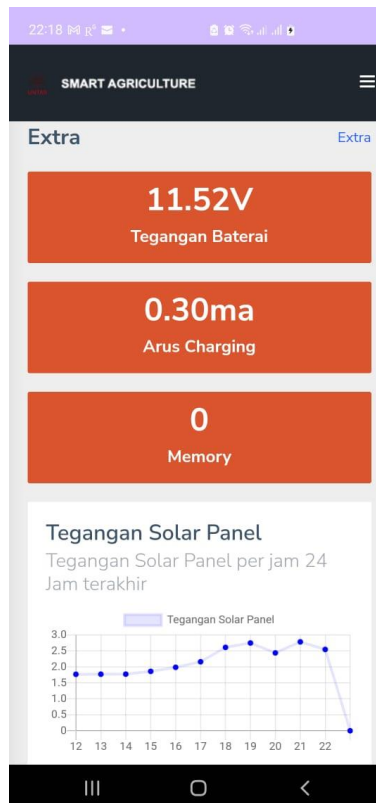 22:18
SMART AGRICULTURE
Extra
Extra
11.52V
Tegangan Baterai
0.30ma
Arus Charging
0
Memory
Tegangan Solar Panel
Tegangan Solar Panel per jam 24
Jam terakhir
Tegangan Solar Panel
3.0
2.5
2.0
1.5
1.0
0.5
0
12 13 14 15 16 17 18 19 20 21 22